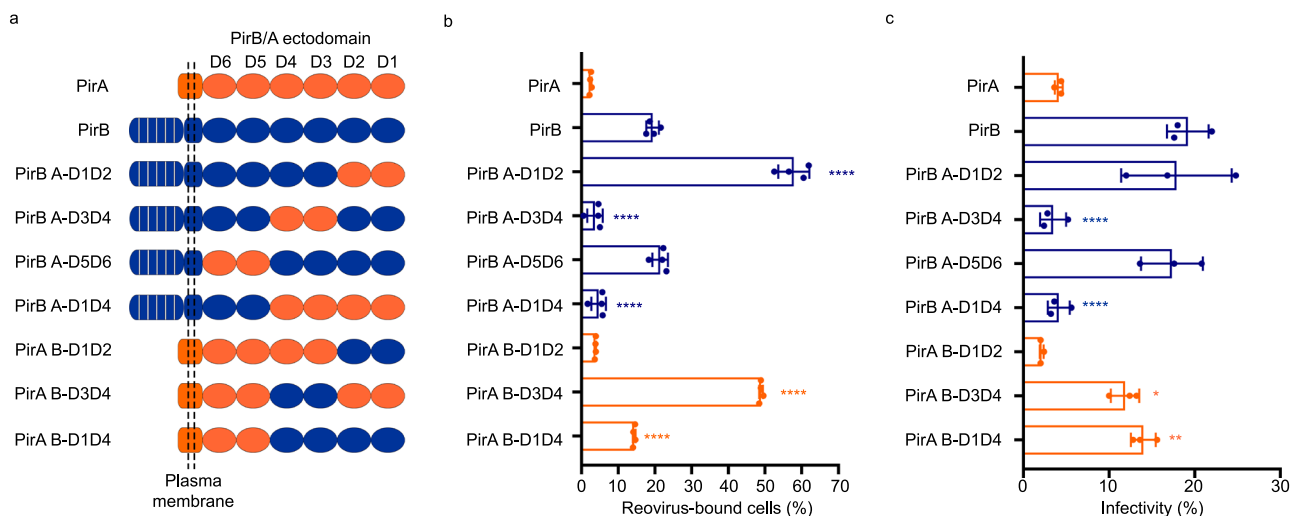 a
PirB/A ectodomain
D6 D5 D4 D3 D2 D1
PirA
PirB
PirB A-D1D2
PirB A-D3D4
PirB A-D5D6
PirB A-D1D4
PirA B-D1D2
PirA B-D3D4
PirA B-D1D4
Plasma
membrane
b
PirA
PirB
PirB A-D1D2
****
PirB A-D3D4
****
PirB A-D5D6
PirB A-D1D4
****
PirA B-D1D2
PirA B-D3D4
****
PirA B-D1D4
****
0 10 20 30 40 50 60 70
Reovirus-bound cells (%)
c
PirA
PirB
PirB A-D1D2
PirB A-D3D4
****
PirB A-D5D6
PirB A-D1D4
****
PirA B-D1D2
PirA B-D3D4
*
PirA B-D1D4
**
0 10 20 30
Infectivity (%)